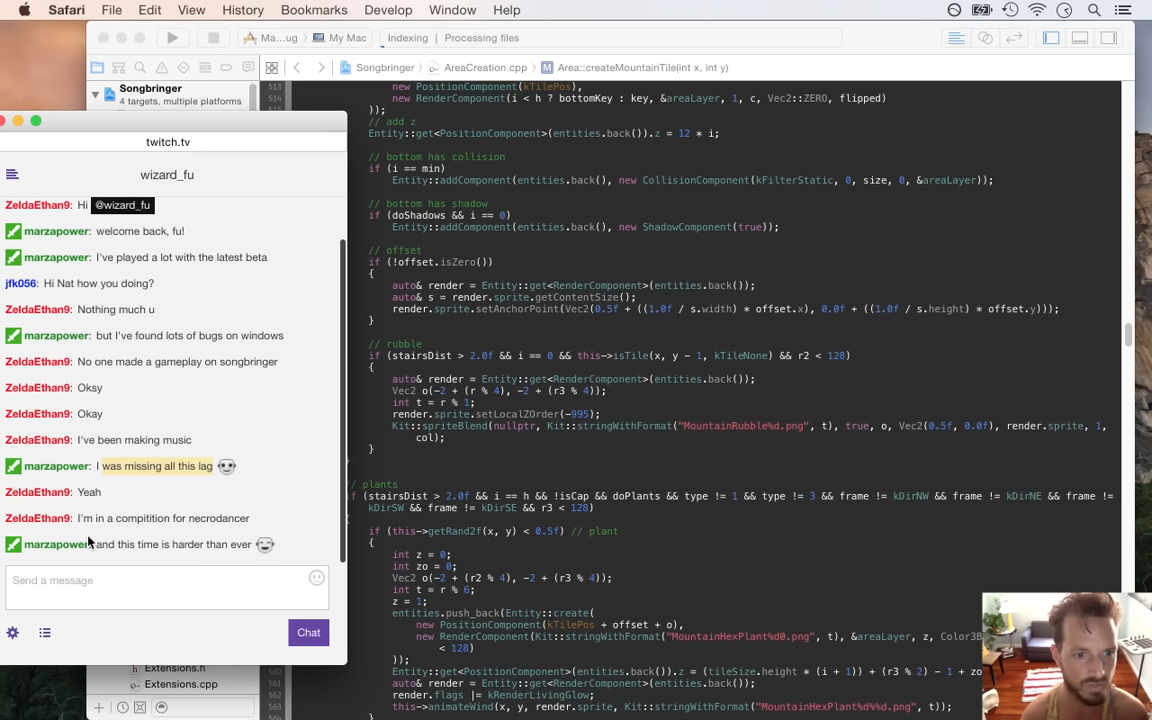 Safari File Edit View History Bookmarks Develop Window Help
Ma...ug My Mac Indexing | Processing files
Songbringer AreaCreation.cpp M Area::createMountainTile(int x, int y)
Songbringer
4 targets, multiple platforms
twitch.tv
wizard_fu
ZeldaEthan9: Hi @wizard_fu
marzapower: welcome back, fu!
marzapower: I've played a lot with the latest beta
jfk056: Hi Nat how you doing?
ZeldaEthan9: Nothing much u
marzapower: but I've found lots of bugs on windows
ZeldaEthan9: No one made a gameplay on songbringer
ZeldaEthan9: Oksy
ZeldaEthan9: Okay
ZeldaEthan9: I've been making music
marzapower: I was missing all this lag
ZeldaEthan9: Yeah
ZeldaEthan9: I'm in a compitition for necrodancer
marzapower: and this time is harder than ever
Send a message
Chat
Extensions.h
Extensions.cpp
513 new PositionComponent(kTilePos),
514 new RenderComponent(i < h ? bottomKey : key, &areaLayer, 1, c, Vec2::ZERO, flipped)
));
// add z
Entity::get<PositionComponent>(entities.back()).z = 12 * i;
// bottom has collision
if (i == min)
Entity::addComponent(entities.back(), new CollisionComponent(kFilterStatic, 0, size, 0, &areaLayer));
// bottom has shadow
if (doShadows && i == 0)
Entity::addComponent(entities.back(), new ShadowComponent(true));
// offset
if (!offset.isZero())
{
auto& render = Entity::get<RenderComponent>(entities.back());
auto& s = render.sprite.getContentSize();
render.sprite.setAnchorPoint(Vec2(0.5f + ((1.0f / s.width) * offset.x), 0.0f + ((1.0f / s.height) * offset.y)));
}
// rubble
if (stairsDist > 2.0f && i == 0 && this->isTile(x, y - 1, kTileNone) && r2 < 128)
{
auto& render = Entity::get<RenderComponent>(entities.back());
Vec2 o(-2 + (r % 4), -2 + (r3 % 4));
int t = r % 1;
render.sprite.setLocalZOrder(-995);
Kit::spriteBlend(nullptr, Kit::stringWithFormat("MountainRubble%d.png", t), true, o, Vec2(0.5f, 0.0f), render.sprite, 1,
col);
}
// plants
if (stairsDist > 2.0f && i == h && !isCap && doPlants && type != 1 && type != 3 && frame != kDirNW && frame != kDirNE && frame !=
kDirSW && frame != kDirSE && r3 < 128)
{
if (this->getRand2f(x, y) < 0.5f) // plant
{
int z = 0;
int zo = 0;
Vec2 o(-2 + (r2 % 4), -2 + (r3 % 4));
int t = r % 6;
z = 1;
entities.push_back(Entity::create(
new PositionComponent(kTilePos + offset + o),
new RenderComponent(Kit::stringWithFormat("MountainHexPlant%d0.png", t), &areaLayer, z, Color3B
< 128)
));
560 Entity::get<PositionComponent>(entities.back()).z = (tileSize.height * (i + 1)) + (r3 % 2) - 1 + zo
561 auto& render = Entity::get<RenderComponent>(entities.back());
562 render.flags |= kRenderLivingGlow;
563 this->animateWind(x, y, render.sprite, Kit::stringWithFormat("MountainHexPlant%d%%d.png", t));
564 }